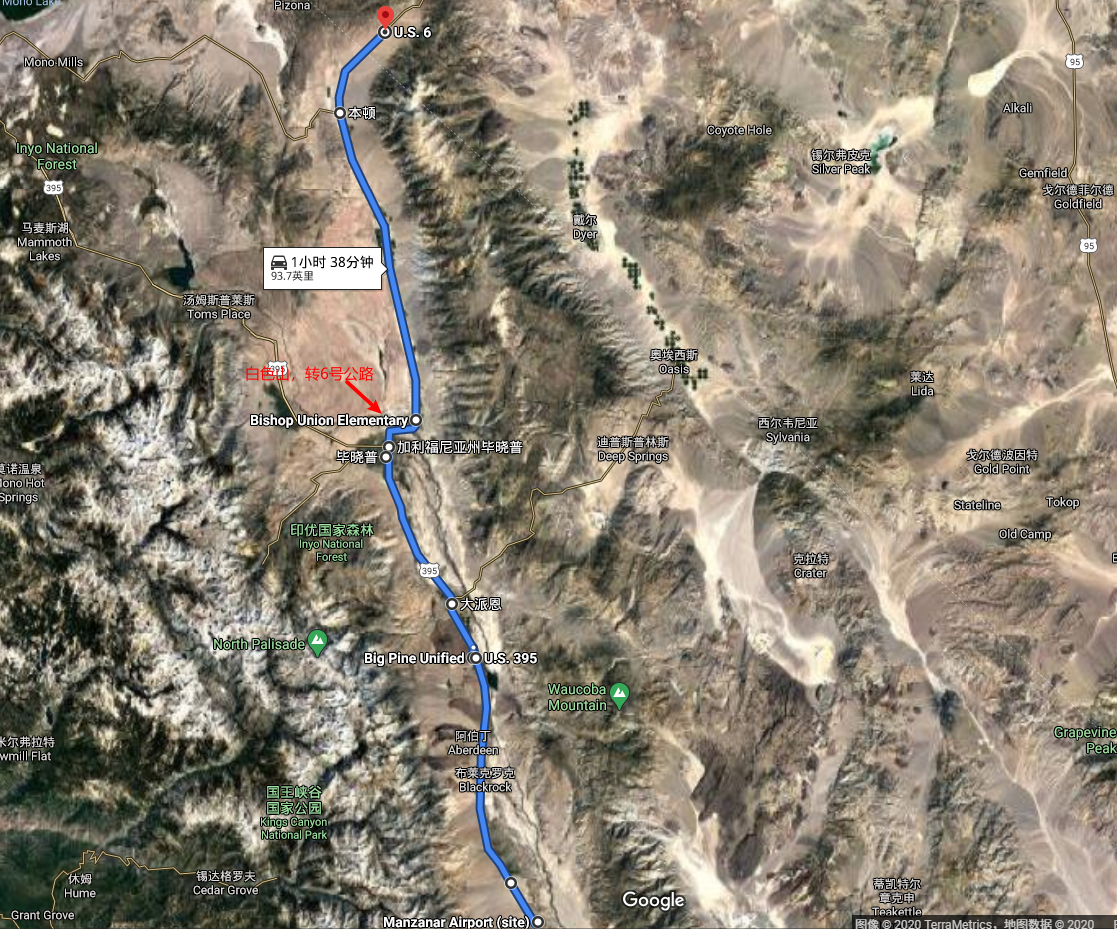 Mono Lake
Pizona
U.S. 6
Mono Mills
95
本顿
Alkali
Coyote Hole
Inyo National
Forest
锡尔弗皮克
Silver Peak
Gemfield
395
戈尔德菲尔德
Goldfield
马麦斯湖
Mammoth
Lakes
戴尔
Dyer
95
1小时 38分钟
93.7英里
汤姆斯普莱斯
Toms Place
奥埃西斯
Oasis
395
白色山，转6号公路
莱达
Lida
Bishop Union Elementary
西尔韦尼亚
Sylvania
加利福尼亚州毕晓普
毕晓普
迪普斯普林斯
Deep Springs
戈尔德波因特
Gold Point
莫诺温泉
Mono Hot
Springs
Stateline
Tokop
印优国家森林
Inyo National
Forest
Old Camp
克拉特
Crater
395
大派恩
North Palisade
Big Pine Unified
U.S. 395
Waucoba
Mountain
阿伯丁
Aberdeen
米尔弗拉特
wmill Flat
Grapevine
Peak
布莱克罗克
Blackrock
国王峡谷
国家公园
Kings Canyon
National Park
休姆
Hume
锡达格罗夫
Cedar Grove
蒂凯特尔
章克申
Teakettle
Google
Grant Grove
Manzanar Airport (site)
图像 © 2020 TerraMetrics，地图数据 © 2020